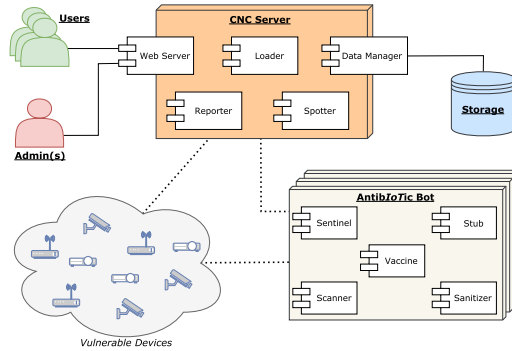 Users
CNC Server
Web Server
Loader
Data Manager
Reporter
Spotter
Storage
Admin(s)
AntibIoTic Bot
Sentinel
Stub
Vaccine
Scanner
Sanitizer
Vulnerable Devices